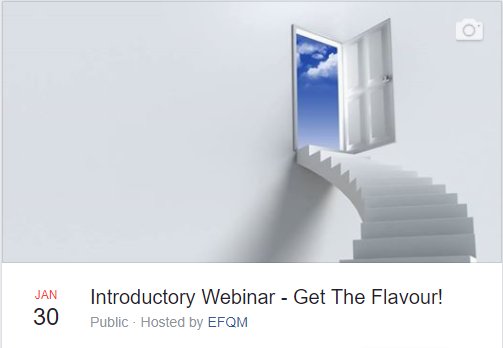 JAN
30
Introductory Webinar - Get The Flavour!
Public · Hosted by EFQM